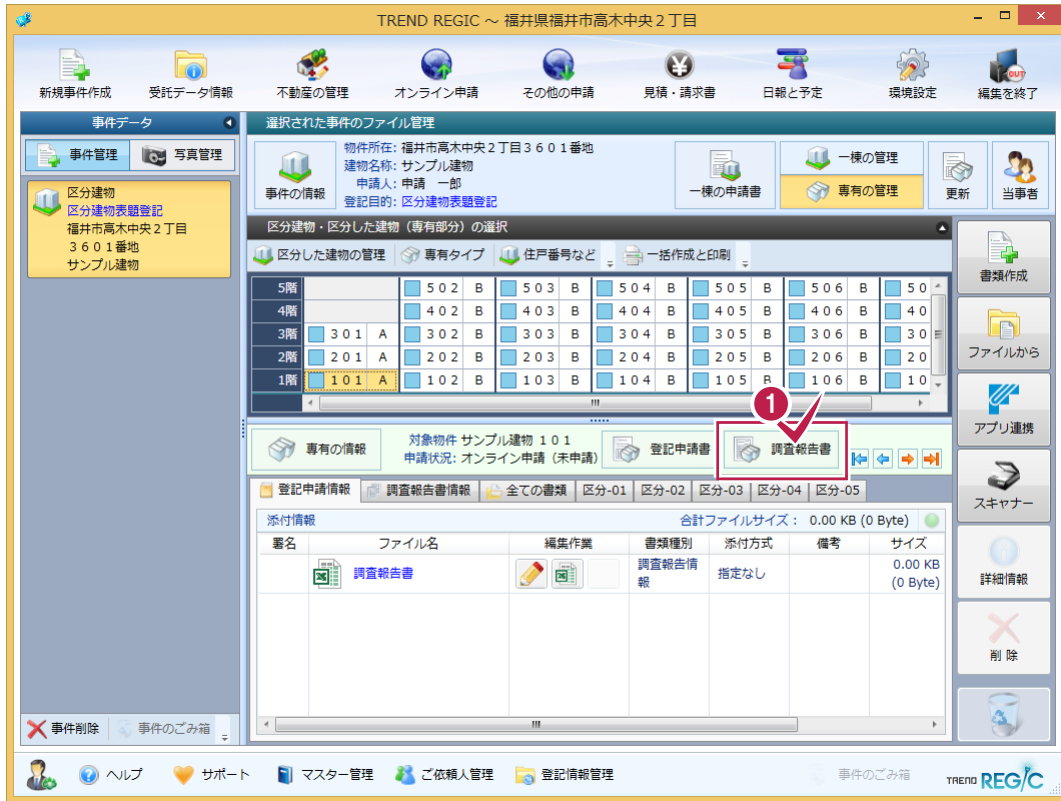 TREND REGIC ～ 福井県福井市高木中央２丁目
新規事件作成 受託データ情報 不動産の管理 オンライン申請 その他の申請 見積・請求書 日報と予定 環境設定 編集を終了
事件データ
事件管理 写真管理
区分建物
区分建物表題登記
福井市高木中央２丁目
３６０１番地
サンプル建物
事件削除 事件のごみ箱
選択された事件のファイル管理
事件の情報
物件所在: 福井市高木中央２丁目３６０１番地
建物名称: サンプル建物
申請人: 申請　一郎
登記目的: 区分建物表題登記
一棟の申請書
一棟の管理
専有の管理
更新 当事者
区分建物・区分した建物（専有部分）の選択
区分した建物の管理 専有タイプ 住戸番号など 一括作成と印刷
5階 ５０２ B ５０３ B ５０４ B ５０５ B ５０６ B ５０
4階 ４０２ B ４０３ B ４０４ B ４０５ B ４０６ B ４０
3階 ３０１ A ３０２ B ３０３ B ３０４ B ３０５ B ３０６ B ３０
2階 ２０１ A ２０２ B ２０３ B ２０４ B ２０５ B ２０６ B ２０
1階 １０１ A １０２ B １０３ B １０４ B １０５ B １０６ B １０
1
専有の情報
対象物件 サンプル建物 １０１
申請状況: オンライン申請（未申請）
登記申請書 調査報告書
登記申請情報 調査報告書情報 全ての書類 区分-01 区分-02 区分-03 区分-04 区分-05
添付情報 合計ファイルサイズ： 0.00 KB (0 Byte)
署名 ファイル名 編集作業 書類種別 添付方式 備考 サイズ
調査報告書 調査報告情報 指定なし 0.00 KB (0 Byte)
書類作成
ファイルから
アプリ連携
スキャナー
詳細情報
削 除
ヘルプ サポート マスター管理 ご依頼人管理 登記情報管理 事件のごみ箱 TREND REGIC